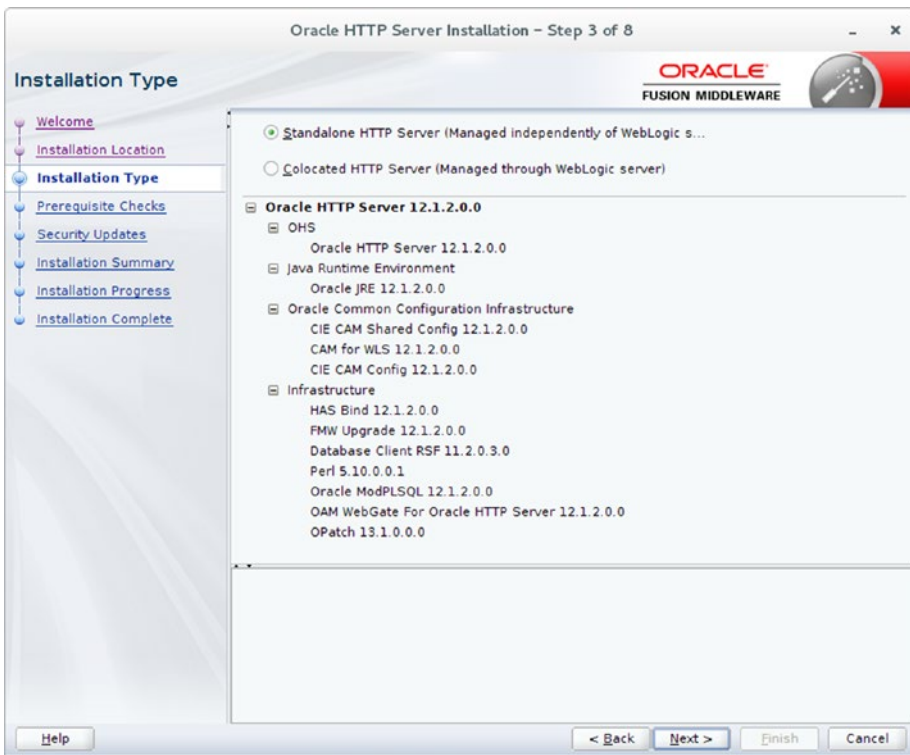 Oracle HTTP Server Installation – Step 3 of 8
Installation Type
ORACLE
FUSION MIDDLEWARE
Welcome
Installation Location
Installation Type
Prerequisite Checks
Security Updates
Installation Summary
Installation Progress
Installation Complete
Standalone HTTP Server (Managed independently of WebLogic s...
Colocated HTTP Server (Managed through WebLogic server)
Oracle HTTP Server 12.1.2.0.0
OHS
Oracle HTTP Server 12.1.2.0.0
Java Runtime Environment
Oracle JRE 12.1.2.0.0
Oracle Common Configuration Infrastructure
CIE CAM Shared Config 12.1.2.0.0
CAM for WLS 12.1.2.0.0
CIE CAM Config 12.1.2.0.0
Infrastructure
HAS Bind 12.1.2.0.0
FMW Upgrade 12.1.2.0.0
Database Client RSF 11.2.0.3.0
Perl 5.10.0.0.1
Oracle ModPLSQL 12.1.2.0.0
OAM WebGate For Oracle HTTP Server 12.1.2.0.0
OPatch 13.1.0.0.0
Help
< Back
Next >
Finish
Cancel